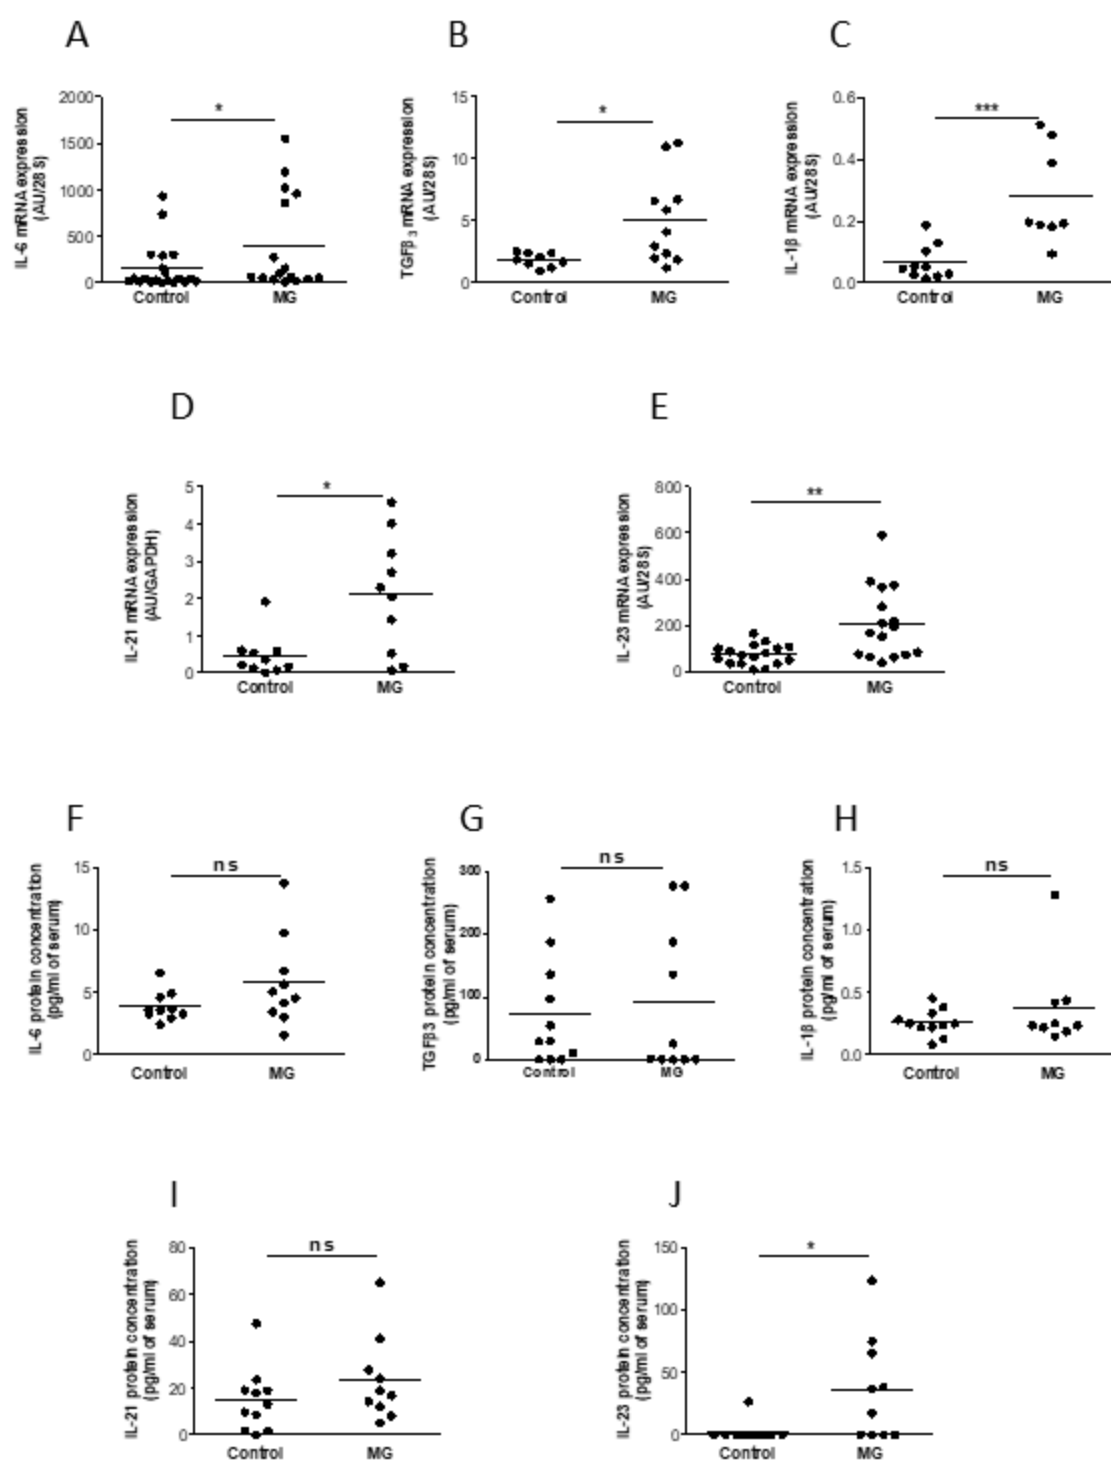 A
B
C
IL-6 mRNA expression
(AU/28S)
2000
1500
1000
500
0
*
Control
MG
TGFβ3 mRNA expression
(AU/28S)
15
10
5
0
*
Control
MG
IL-1β mRNA expression
(AU/28S)
0.6
0.4
0.2
0.0
***
Control
MG
D
E
IL-21 mRNA expression
(AU/GAPDH)
5
4
3
2
1
0
*
Control
MG
IL-23 mRNA expression
(AU/28S)
800
600
400
200
0
**
Control
MG
F
G
H
IL-6 protein concentration
(pg/ml of serum)
15
10
5
0
ns
Control
MG
TGFβ3 protein concentration
(pg/ml of serum)
300
200
100
0
ns
Control
MG
IL-1β protein concentration
(pg/ml of serum)
1.5
1.0
0.5
0.0
ns
Control
MG
I
J
IL-21 protein concentration
(pg/ml of serum)
80
60
40
20
0
ns
Control
MG
IL-23 protein concentration
(pg/ml of serum)
150
100
50
0
*
Control
MG